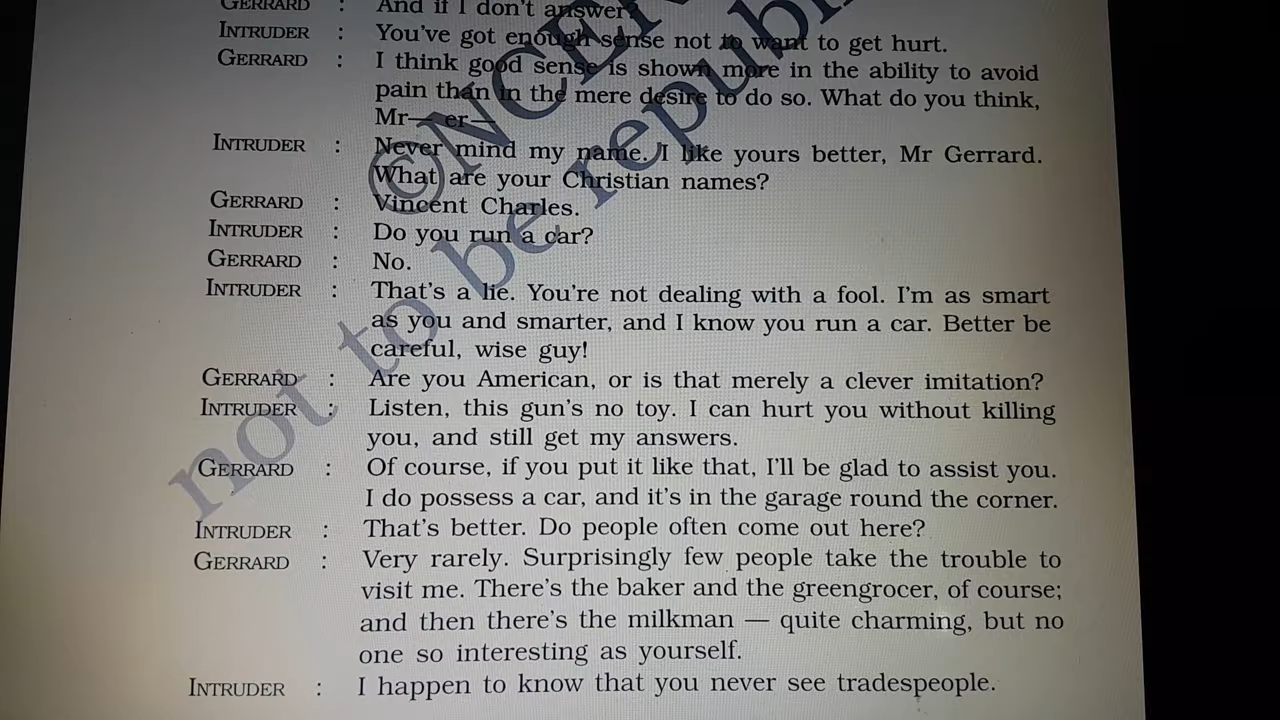 GERRARD : And if I don't answer?
INTRUDER : You've got enough sense not to want to get hurt.
GERRARD : I think good sense is shown more in the ability to avoid
pain than in the mere desire to do so. What do you think,
Mr— er—
INTRUDER : Never mind my name. I like yours better, Mr Gerrard.
What are your Christian names?
GERRARD : Vincent Charles.
INTRUDER : Do you run a car?
GERRARD : No.
INTRUDER : That's a lie. You're not dealing with a fool. I'm as smart
as you and smarter, and I know you run a car. Better be
careful, wise guy!
GERRARD : Are you American, or is that merely a clever imitation?
INTRUDER : Listen, this gun's no toy. I can hurt you without killing
you, and still get my answers.
GERRARD : Of course, if you put it like that, I'll be glad to assist you.
I do possess a car, and it's in the garage round the corner.
INTRUDER : That's better. Do people often come out here?
GERRARD : Very rarely. Surprisingly few people take the trouble to
visit me. There's the baker and the greengrocer, of course;
and then there's the milkman — quite charming, but no
one so interesting as yourself.
INTRUDER : I happen to know that you never see tradespeople.
©NCER
not to be republi